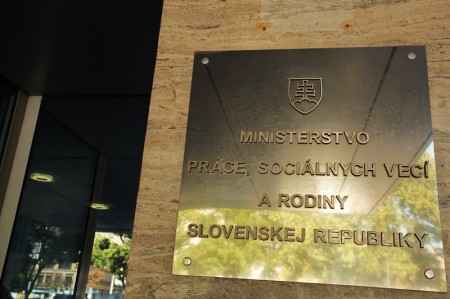 MINISTERSTVO
PRÁCE, SOCIÁLNYCH VECÍ
A RODINY
SLOVENSKEJ REPUBLIKY